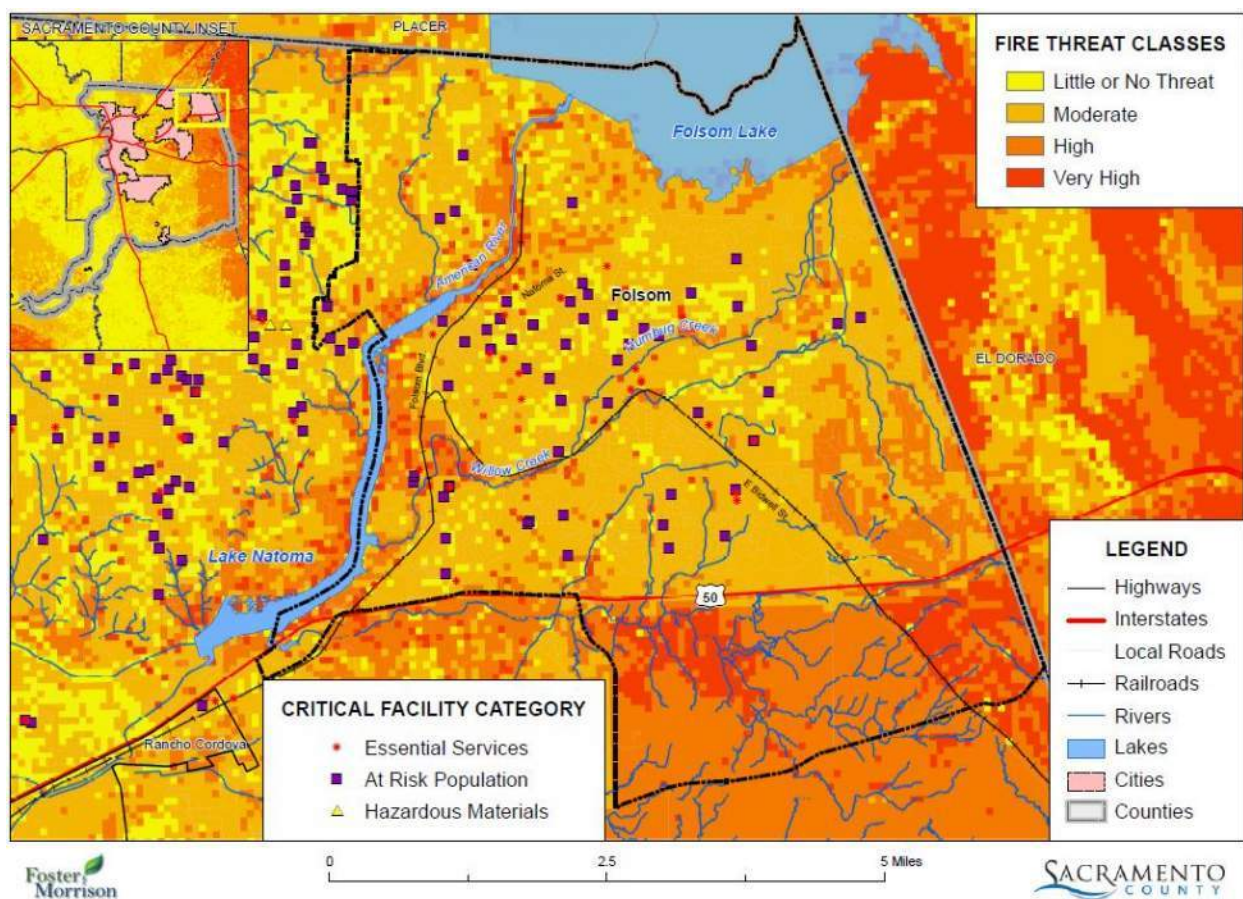 SACRAMENTO COUNTY INSET
PLACER
FIRE THREAT CLASSES
Little or No Threat
Moderate
High
Very High
Folsom Lake
American River
Natoma St.
Folsom
Humbug Creek
EL DORADO
Folsom Blvd.
Willow Creek
E Bidwell St.
Lake Natoma
50
LEGEND
Highways
Interstates
Local Roads
Railroads
Rivers
Lakes
Cities
Counties
CRITICAL FACILITY CATEGORY
Essential Services
At Risk Population
Hazardous Materials
Rancho Cordova
Foster
Morrison
0 2.5 5 Miles
SACRAMENTO
COUNTY